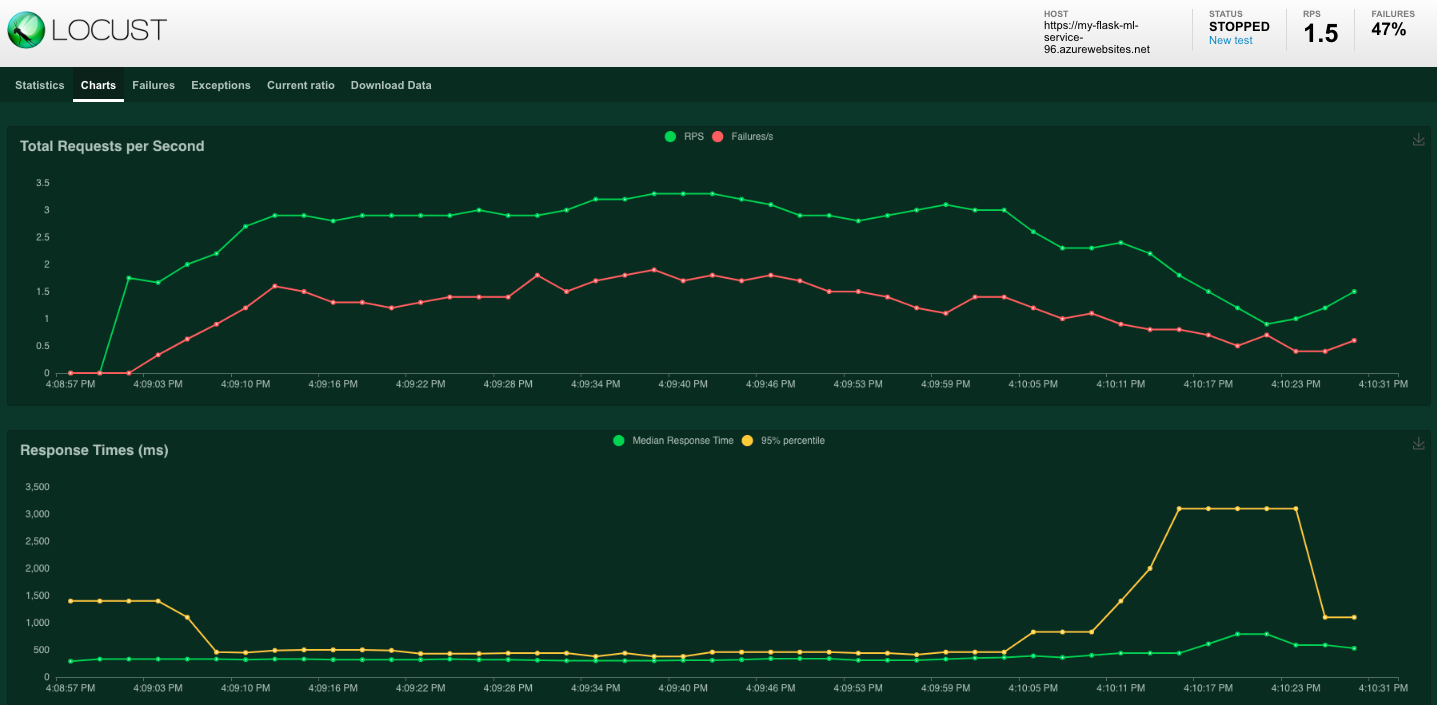 LOCUST
HOST
https://my-flask-ml-
service-
96.azurewebsites.net
STATUS
STOPPED
New test
RPS
1.5
FAILURES
47%
Statistics Charts Failures Exceptions Current ratio Download Data
Total Requests per Second
RPS Failures/s
3.5
3
2.5
2
1.5
1
0.5
0
4:08:57 PM 4:09:03 PM 4:09:10 PM 4:09:16 PM 4:09:22 PM 4:09:28 PM 4:09:34 PM 4:09:40 PM 4:09:46 PM 4:09:53 PM 4:09:59 PM 4:10:05 PM 4:10:11 PM 4:10:17 PM 4:10:23 PM 4:10:31 PM
Response Times (ms)
Median Response Time 95% percentile
3,500
3,000
2,500
2,000
1,500
1,000
500
0
4:08:57 PM 4:09:03 PM 4:09:10 PM 4:09:16 PM 4:09:22 PM 4:09:28 PM 4:09:34 PM 4:09:40 PM 4:09:46 PM 4:09:53 PM 4:09:59 PM 4:10:05 PM 4:10:11 PM 4:10:17 PM 4:10:23 PM 4:10:31 PM